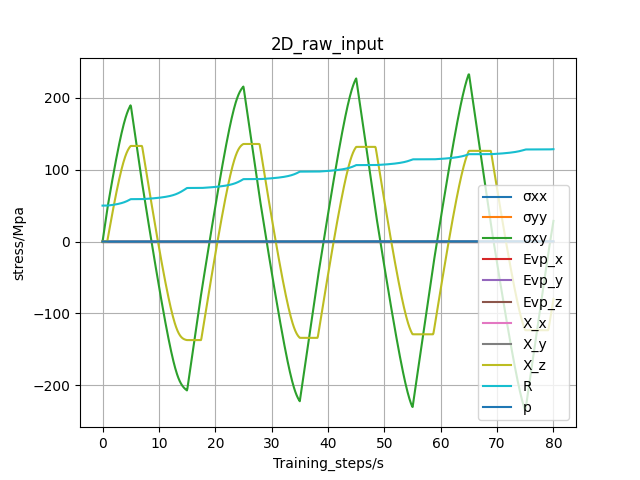 2D_raw_input
stress/Mpa
200
100
0
−100
−200
0 10 20 30 40 50 60 70 80
Training_steps/s
σxx
σyy
σxy
Evp_x
Evp_y
Evp_z
X_x
X_y
X_z
R
p